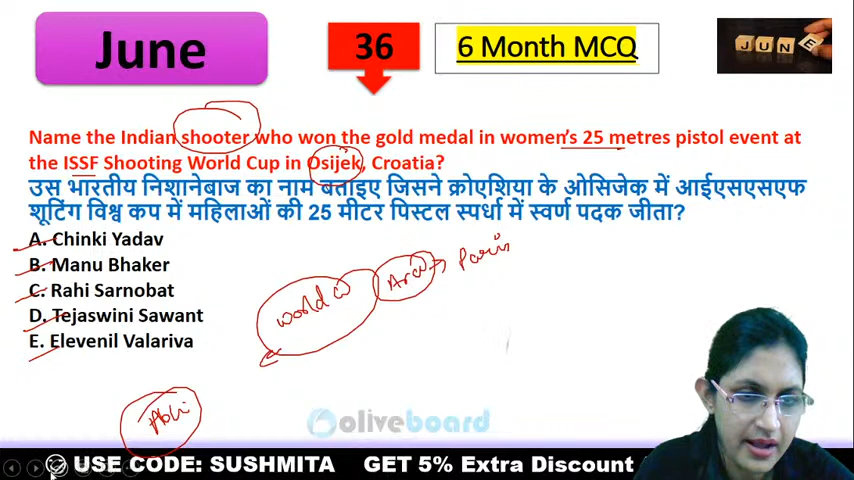 June
36
6 Month MCQ
JUNE
Name the Indian shooter who won the gold medal in women's 25 metres pistol event at
the ISSF Shooting World Cup in Osijek, Croatia?
उस भारतीय निशानेबाज का नाम बताइए जिसने क्रोएशिया के ओसिजेक में आईएसएसएफ
शूटिंग विश्व कप में महिलाओं की 25 मीटर पिस्टल स्पर्धा में स्वर्ण पदक जीता?
A. Chinki Yadav
B. Manu Bhaker
C. Rahi Sarnobat
D. Tejaswini Sawant
E. Elevenil Valariva
world
Paris
oliveboard
USE CODE: SUSHMITA GET 5% Extra Discount